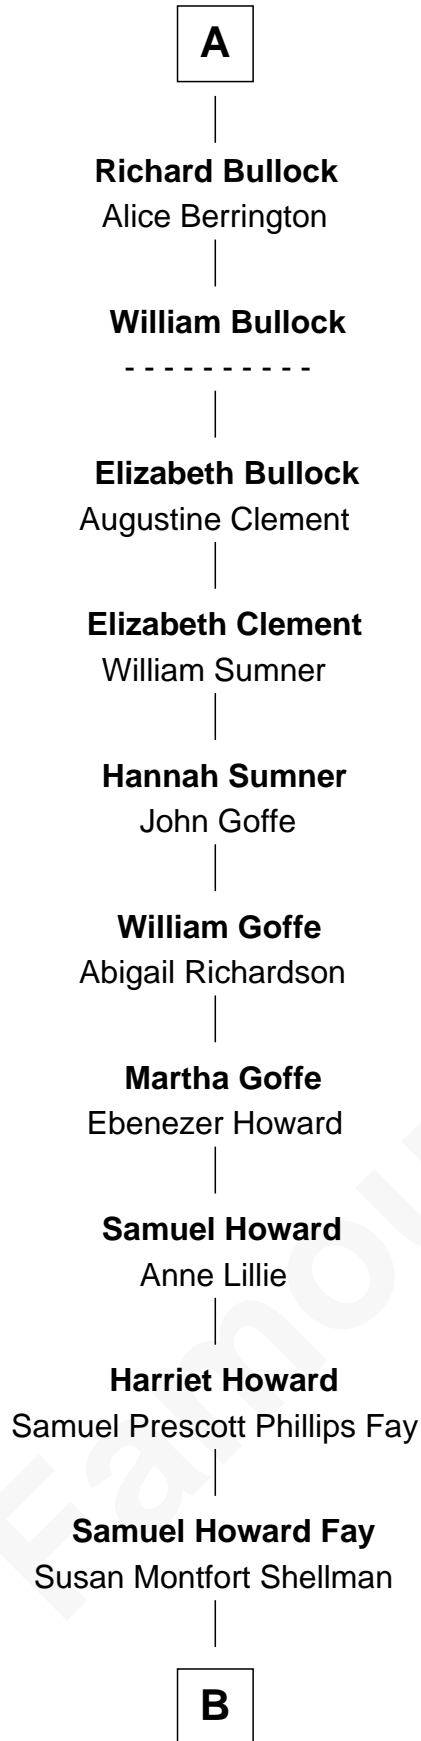 A
Richard Bullock
Alice Berrington
William Bullock
- - - - - - - - - -
Elizabeth Bullock
Augustine Clement
Elizabeth Clement
William Sumner
Hannah Sumner
John Goffe
William Goffe
Abigail Richardson
Martha Goffe
Ebenezer Howard
Samuel Howard
Anne Lillie
Harriet Howard
Samuel Prescott Phillips Fay
Samuel Howard Fay
Susan Montfort Shellman
B
Famou